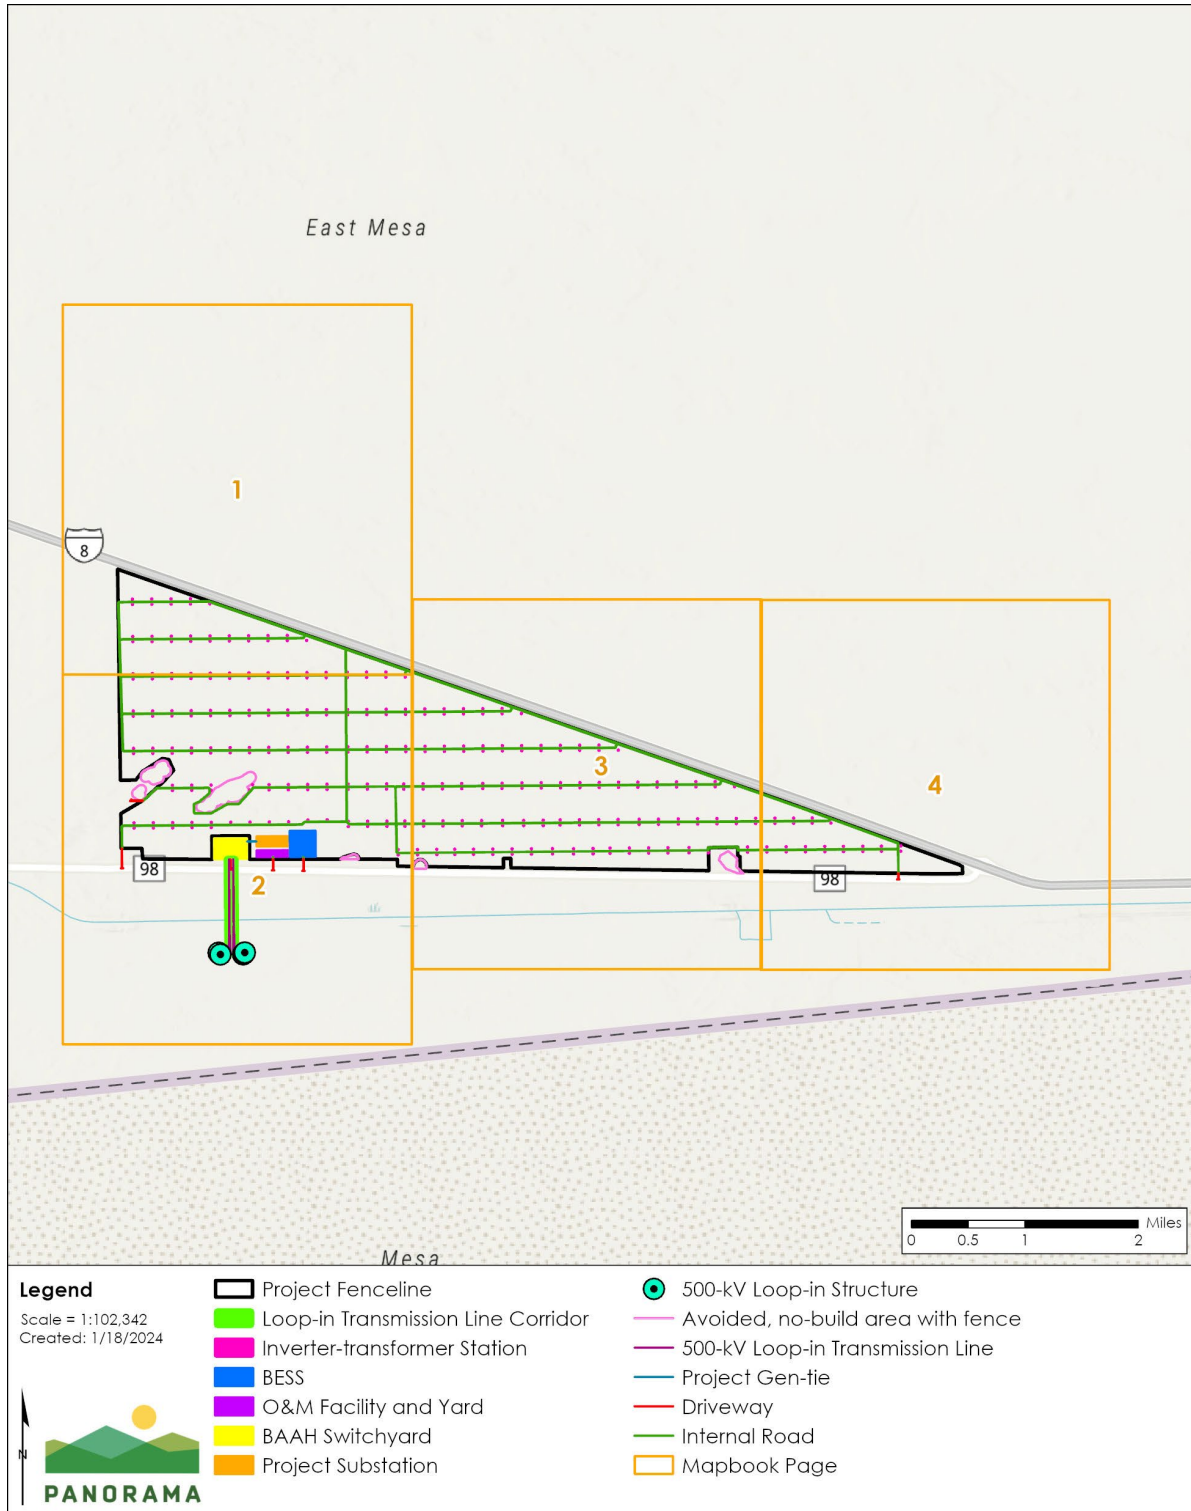 East Mesa
1
8
3
4
98
2
98
Miles
0 0.5 1 2
Mesa
Legend
Scale = 1:102,342
Created: 1/18/2024
N
PANORAMA
Project Fenceline
Loop-in Transmission Line Corridor
Inverter-transformer Station
BESS
O&M Facility and Yard
BAAH Switchyard
Project Substation
500-kV Loop-in Structure
Avoided, no-build area with fence
500-kV Loop-in Transmission Line
Project Gen-tie
Driveway
Internal Road
Mapbook Page